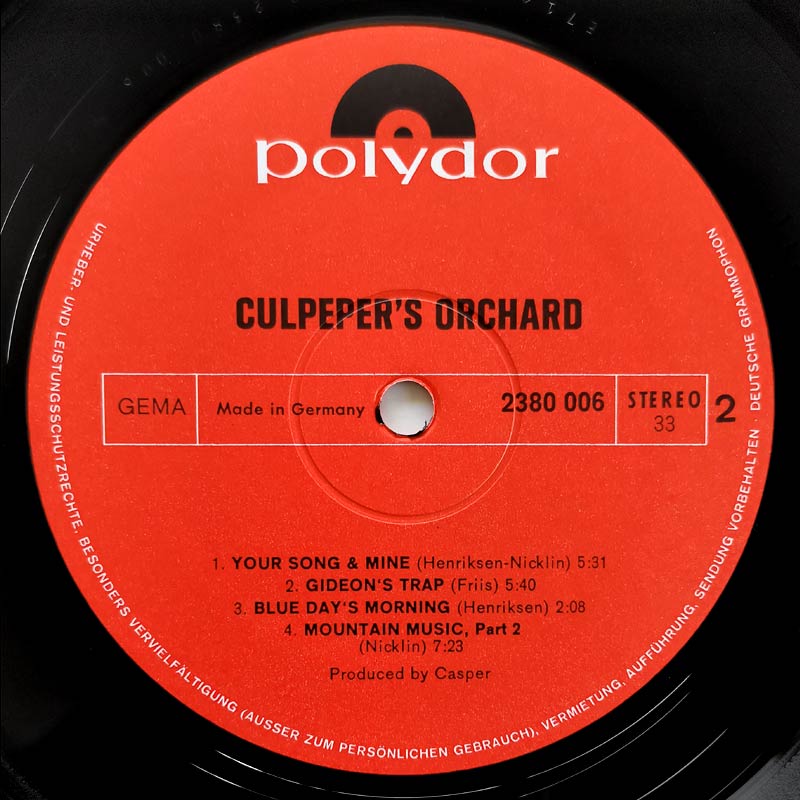 polydor
CULPEPER'S ORCHARD
GEMA
Made in Germany
2380 006
STEREO
33
2
1. YOUR SONG & MINE (Henriksen-Nicklin) 5:31
2. GIDEON'S TRAP (Friis) 5:40
3. BLUE DAY'S MORNING (Henriksen) 2:08
4. MOUNTAIN MUSIC, Part 2
(Nicklin) 7:23
Produced by Casper
URHEBER- UND LEISTUNGSSCHUTZRECHTE, BESONDERS VERVIELFÄLTIGUNG (AUSSER ZUM PERSÖNLICHEN GEBRAUCH), VERMIETUNG, AUFFÜHRUNG, SENDUNG VORBEHALTEN DEUTSCHE GRAMMOPHON